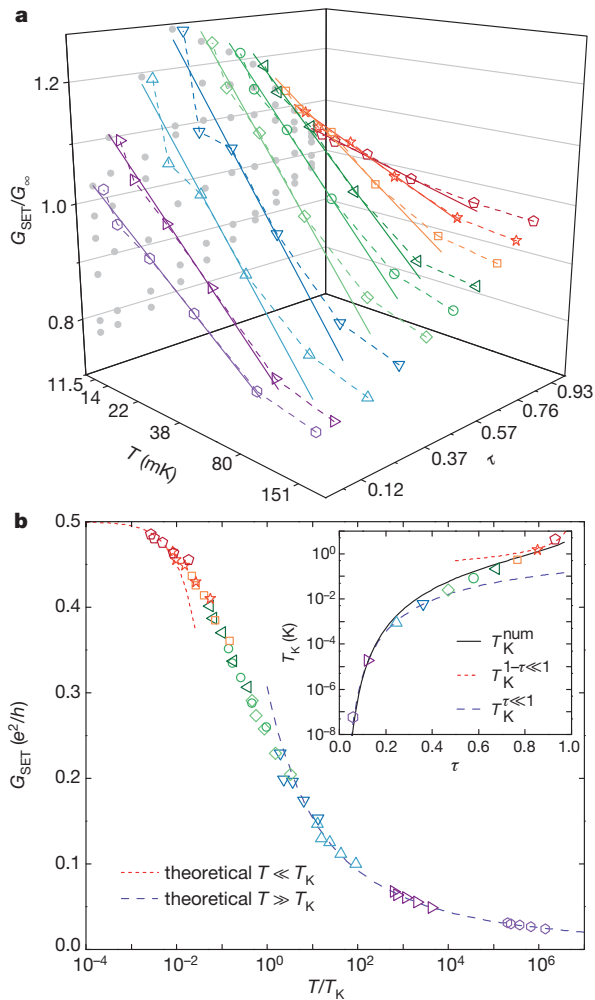 a
1.2
1.0
0.8
G_SET/G_∞
11.5
14
22
38
80
151
T (mK)
0.12
0.37
0.57
0.76
0.93
τ
b
0.5
0.4
0.3
0.2
0.1
0.0
G_SET (e²/h)
10⁻⁴ 10⁻² 10⁰ 10² 10⁴ 10⁶
T/T_K
theoretical T ≪ T_K
theoretical T ≫ T_K
10⁰
10⁻²
10⁻⁴
10⁻⁶
10⁻⁸
T_K (K)
0.0 0.2 0.4 0.6 0.8 1.0
τ
T_K^num
T_K^1−τ≪1
T_K^τ≪1